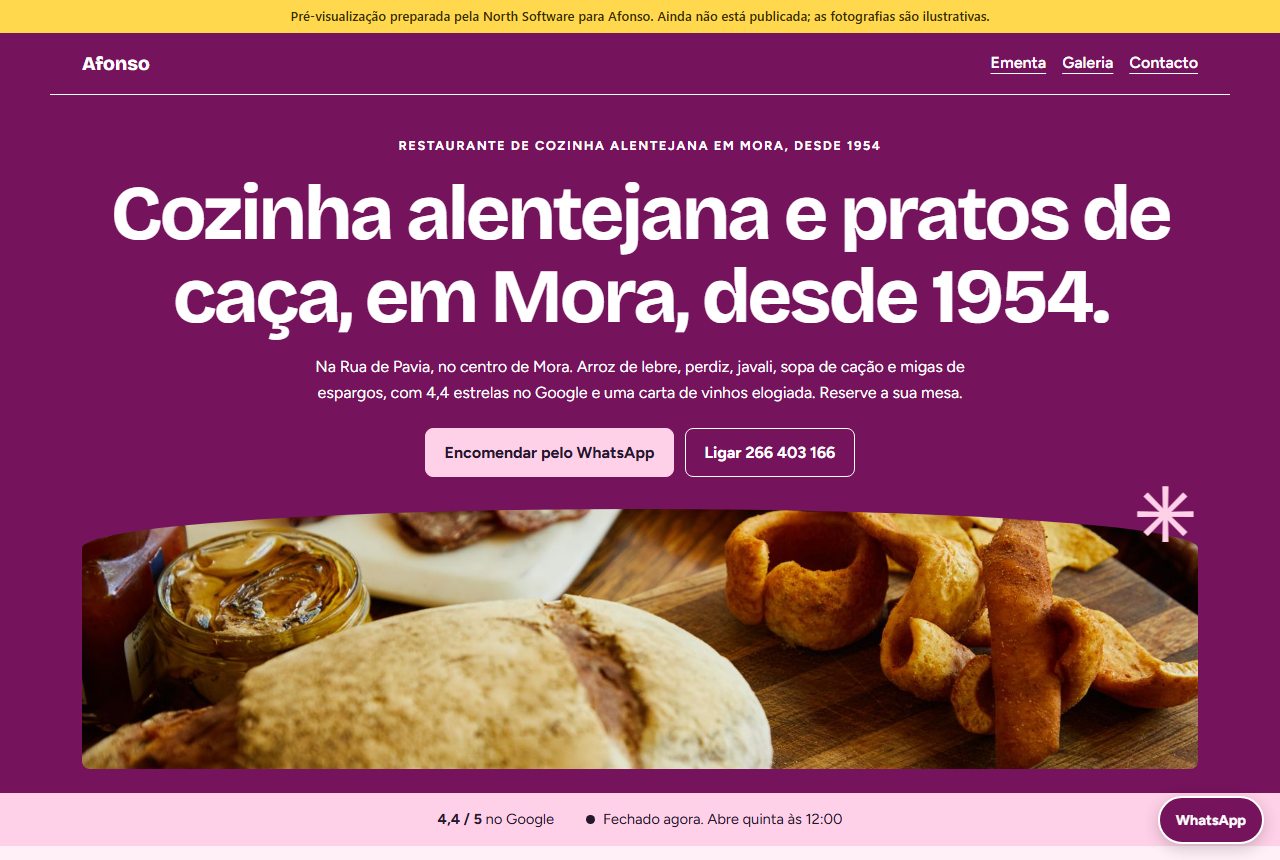 Pré-visualização preparada pela North Software para Afonso. Ainda não está publicada; as fotografias são ilustrativas.
Afonso
Ementa Galeria Contacto
RESTAURANTE DE COZINHA ALENTEJANA EM MORA, DESDE 1954
Cozinha alentejana e pratos de
caça, em Mora, desde 1954.
Na Rua de Pavia, no centro de Mora. Arroz de lebre, perdiz, javali, sopa de cação e migas de
espargos, com 4,4 estrelas no Google e uma carta de vinhos elogiada. Reserve a sua mesa.
Encomendar pelo WhatsApp Ligar 266 403 166
4,4 / 5 no Google Fechado agora. Abre quinta às 12:00
WhatsApp